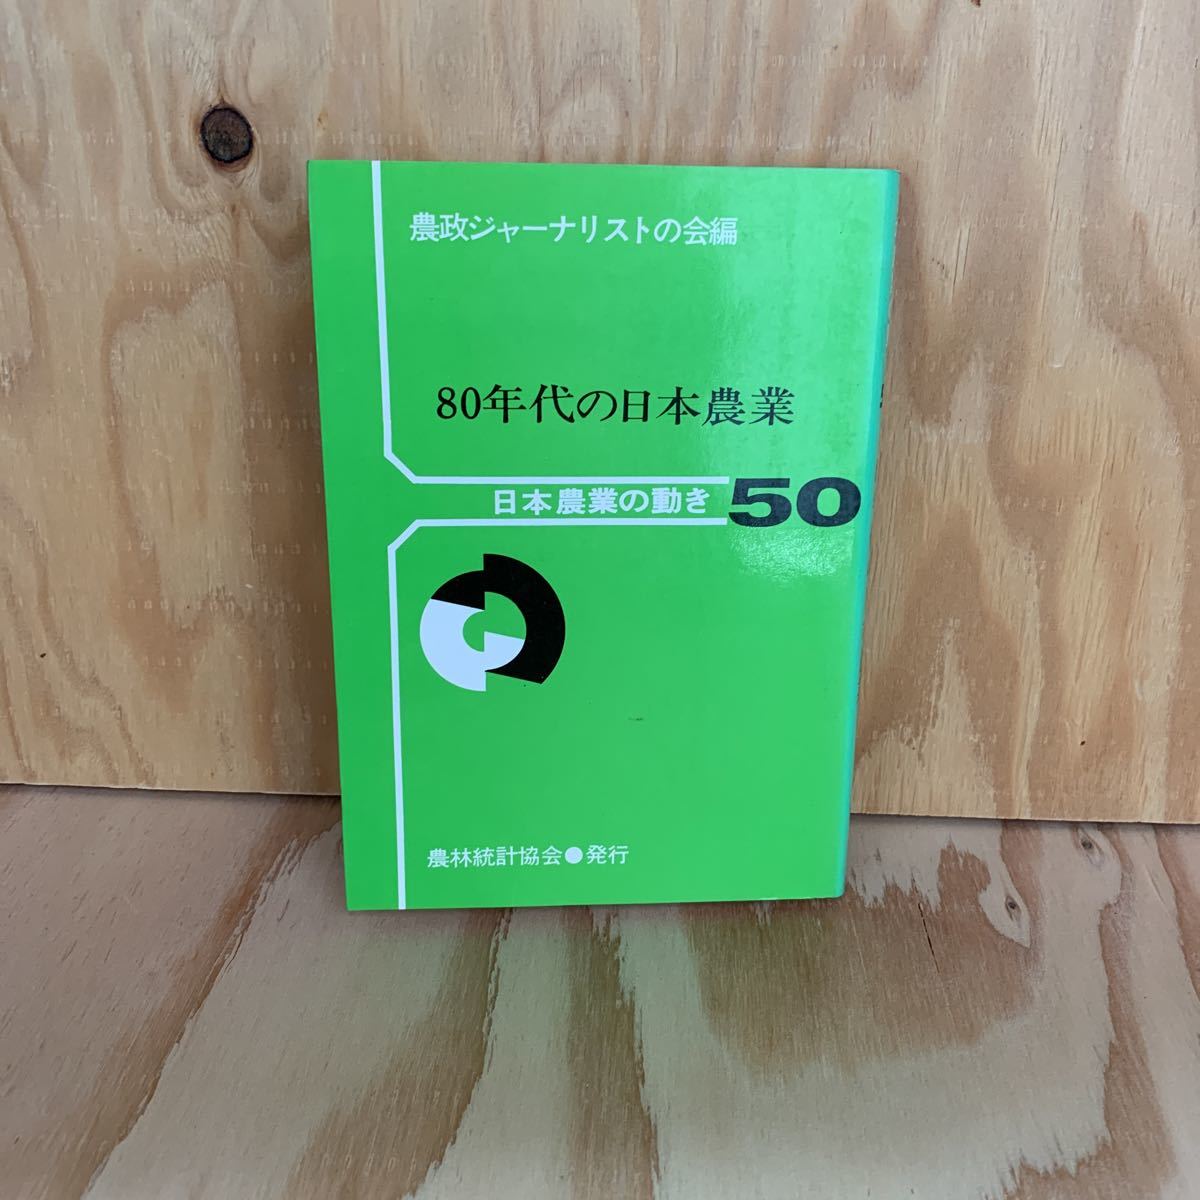 農政ジャーナリストの会編
80年代の日本農業
日本農業の動き 50
農林統計協会●発行